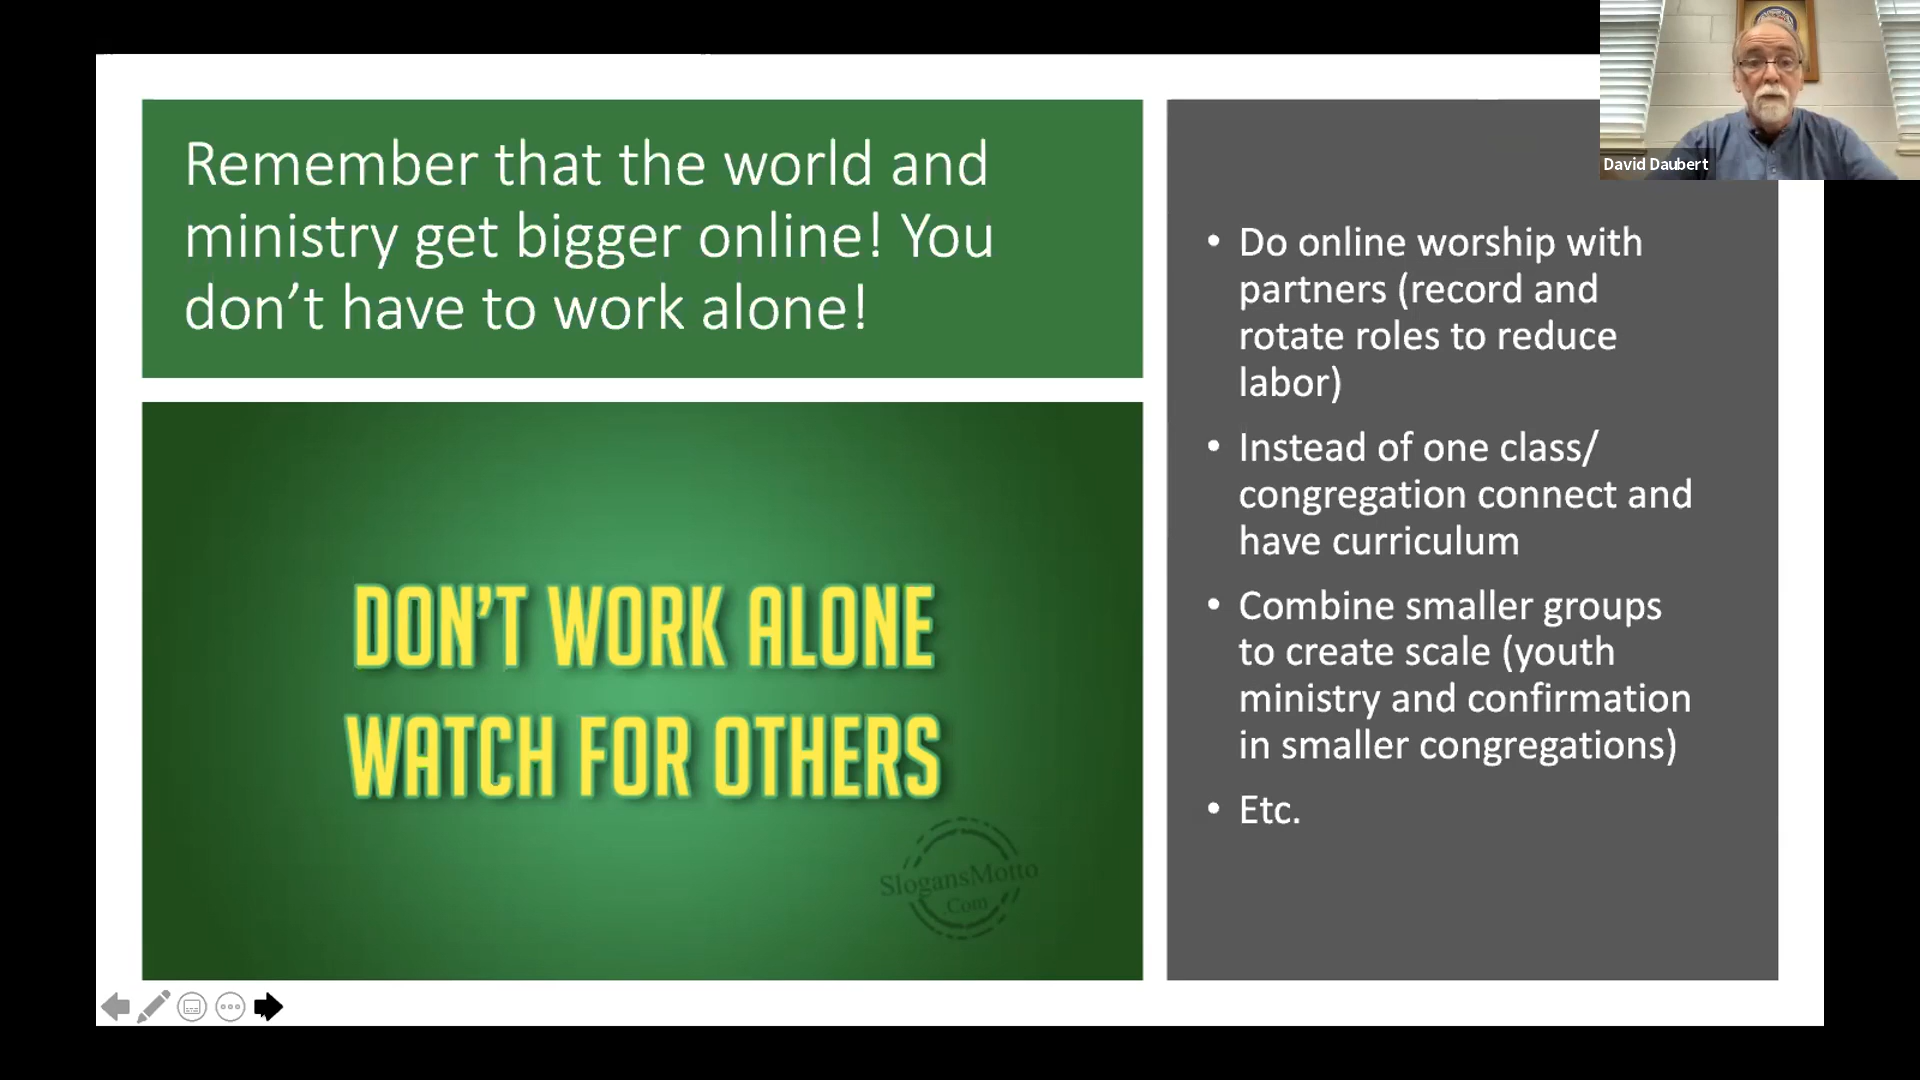 Remember that the world and
ministry get bigger online! You
don’t have to work alone!
DON'T WORK ALONE
WATCH FOR OTHERS
SlogansMotto
.Com
• Do online worship with
partners (record and
rotate roles to reduce
labor)
• Instead of one class/
congregation connect and
have curriculum
• Combine smaller groups
to create scale (youth
ministry and confirmation
in smaller congregations)
• Etc.
David Daubert